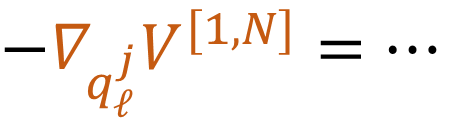 −∇_{q_ℓ^j} V^{[1,N]} = ⋯